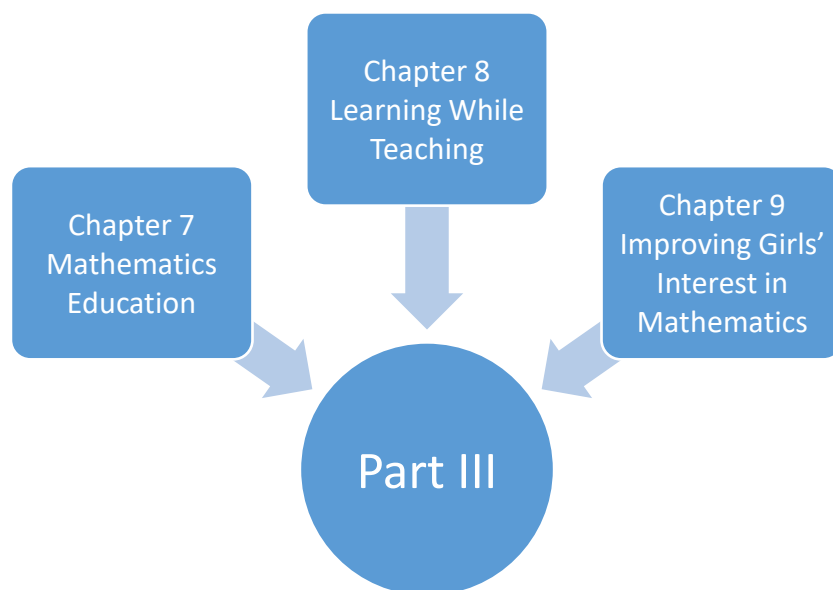 Chapter 7
Mathematics
Education
Chapter 8
Learning While
Teaching
Chapter 9
Improving Girls’
Interest in
Mathematics
Part III